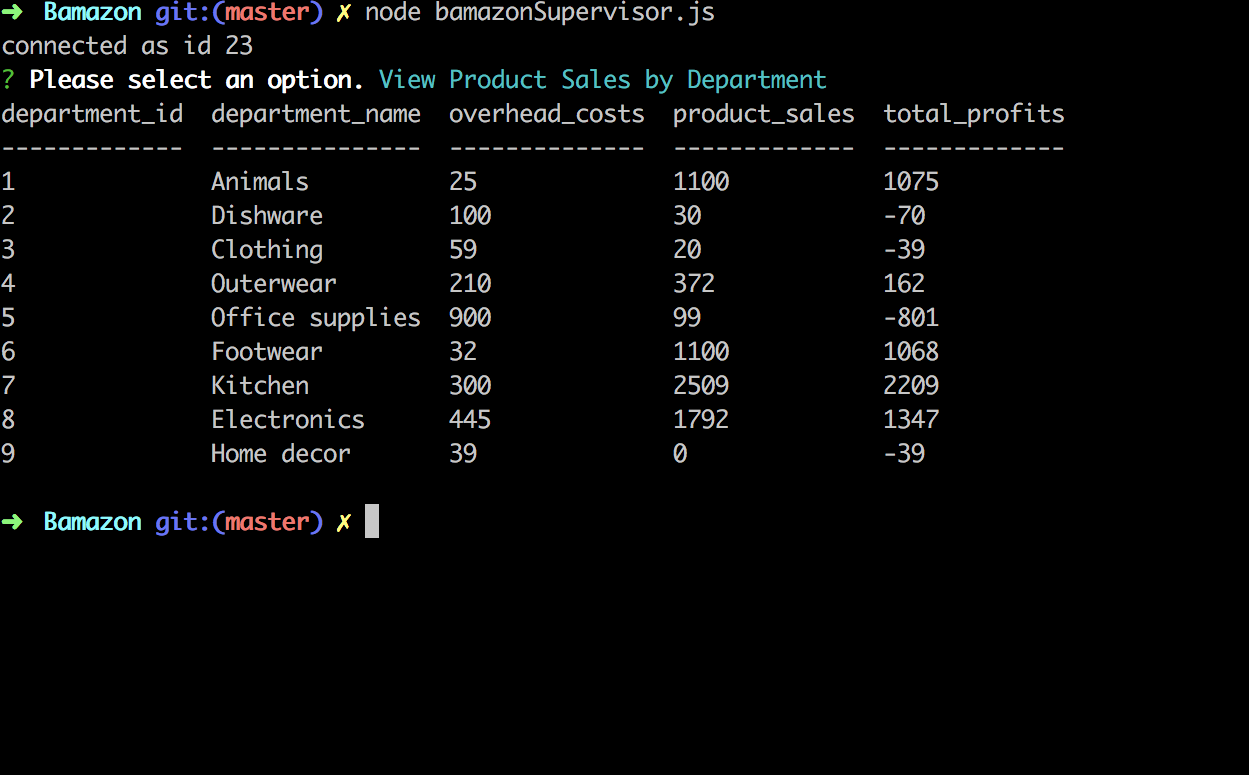 ➜  Bamazon git:(master) ✗ node bamazonSupervisor.js
connected as id 23
? Please select an option. View Product Sales by Department
department_id  department_name  overhead_costs  product_sales  total_profits
-------------  ---------------  --------------  -------------  -------------
1              Animals          25              1100           1075
2              Dishware         100             30             -70
3              Clothing         59              20             -39
4              Outerwear        210             372            162
5              Office supplies  900             99             -801
6              Footwear         32              1100           1068
7              Kitchen          300             2509           2209
8              Electronics      445             1792           1347
9              Home decor       39              0              -39
➜  Bamazon git:(master) ✗